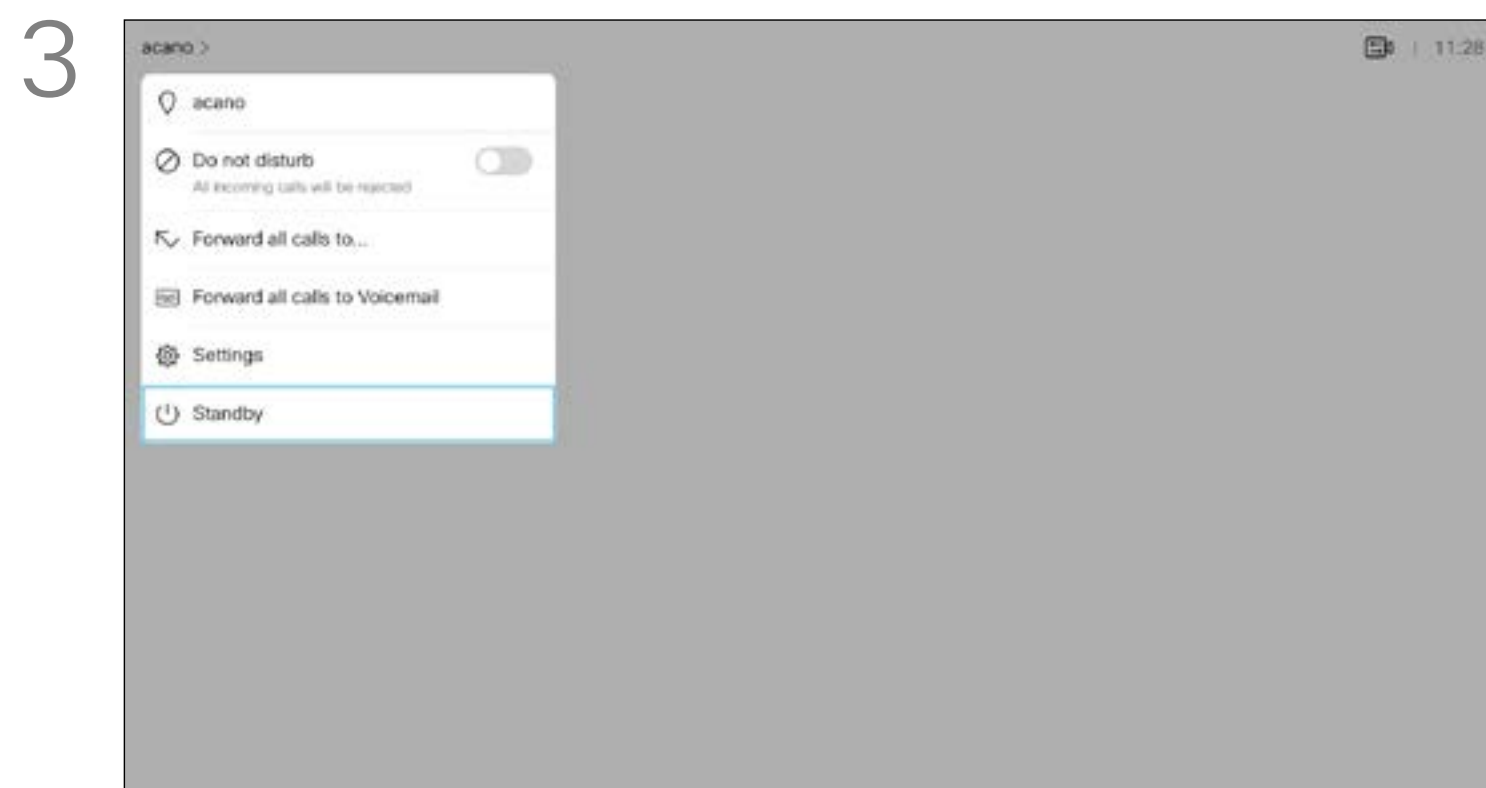 3
acano >
11:28
acano
Do not disturb
All incoming calls will be rejected
Forward all calls to...
Forward all calls to Voicemail
Settings
Standby